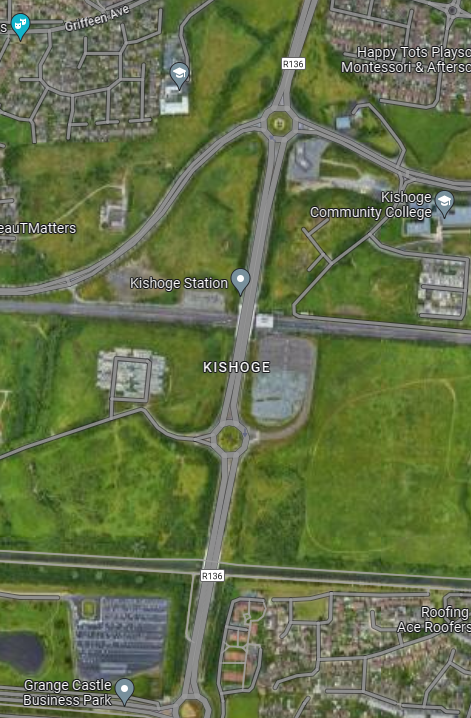 Griffeen Ave
s
R136
Happy Tots Playsc
Montessori & Afterso
Kishoge
Community College
eauTMatters
Kishoge Station
KISHOGE
R136
Roofing
Ace Roofers
Grange Castle
Business Park